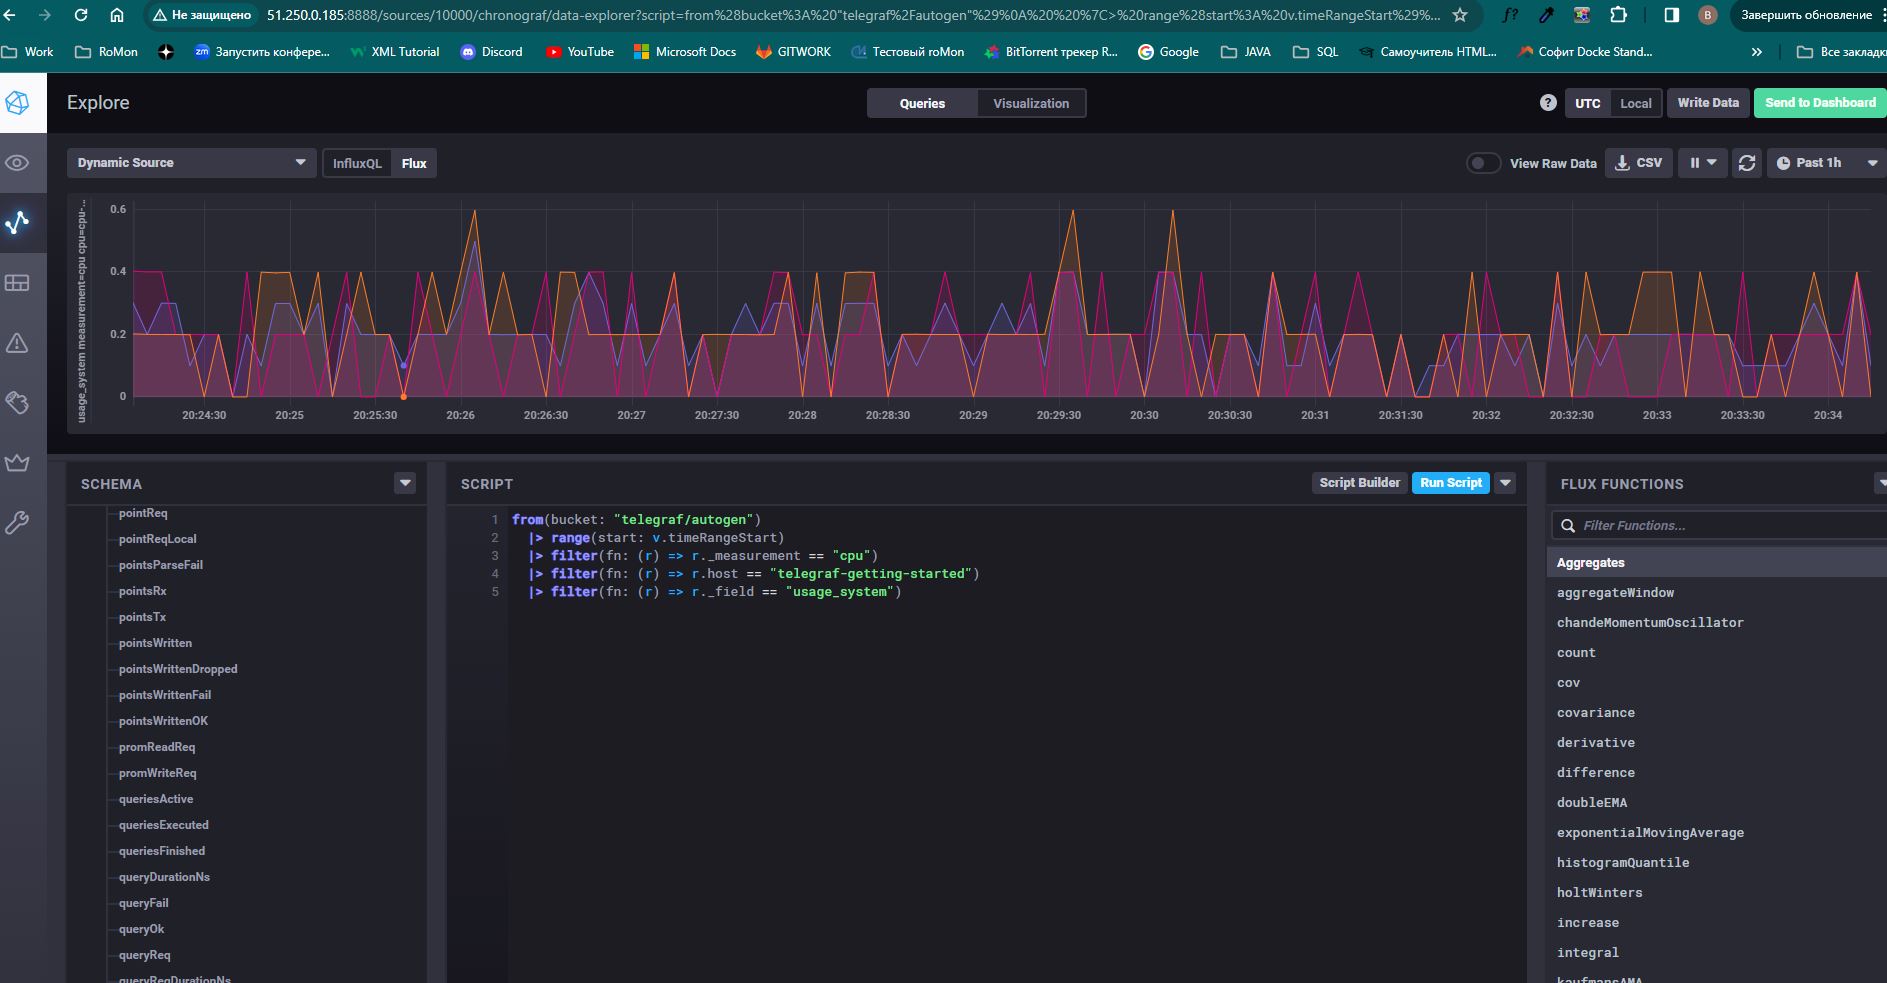 Не защищено
51.250.0.185:8888/sources/10000/chronograf/data-explorer?script=from%28bucket%3A%20"telegraf%2Fautogen"%29%0A%20%20%7C>%20range%28start%3A%20v.timeRangeStart%29%...
f?
B
Завершить обновление
Work
RoMon
zm Запустить конфере...
XML Tutorial
Discord
YouTube
Microsoft Docs
GITWORK
Тестовый roMon
BitTorrent трекер R...
Google
JAVA
SQL
Самоучитель HTML...
Софит Docke Stand...
»
Все закладк
Explore
Queries
Visualization
?
UTC
Local
Write Data
Send to Dashboard
Dynamic Source
InfluxQL
Flux
View Raw Data
CSV
Past 1h
usage_system measurement=cpu cpu=cpu-...
0.6
0.4
0.2
0
20:24:30
20:25
20:25:30
20:26
20:26:30
20:27
20:27:30
20:28
20:28:30
20:29
20:29:30
20:30
20:30:30
20:31
20:31:30
20:32
20:32:30
20:33
20:33:30
20:34
SCHEMA
pointReq
pointReqLocal
pointsParseFail
pointsRx
pointsTx
pointsWritten
pointsWrittenDropped
pointsWrittenFail
pointsWrittenOK
promReadReq
promWriteReq
queriesActive
queriesExecuted
queriesFinished
queryDurationNs
queryFail
queryOk
queryReq
queryReqDurationNs
SCRIPT
Script Builder
Run Script
1 from(bucket: "telegraf/autogen")
2   |> range(start: v.timeRangeStart)
3   |> filter(fn: (r) => r._measurement == "cpu")
4   |> filter(fn: (r) => r.host == "telegraf-getting-started")
5   |> filter(fn: (r) => r._field == "usage_system")
FLUX FUNCTIONS
Filter Functions...
Aggregates
aggregateWindow
chandeMomentumOscillator
count
cov
covariance
derivative
difference
doubleEMA
exponentialMovingAverage
histogramQuantile
holtWinters
increase
integral
kaufmansAMA